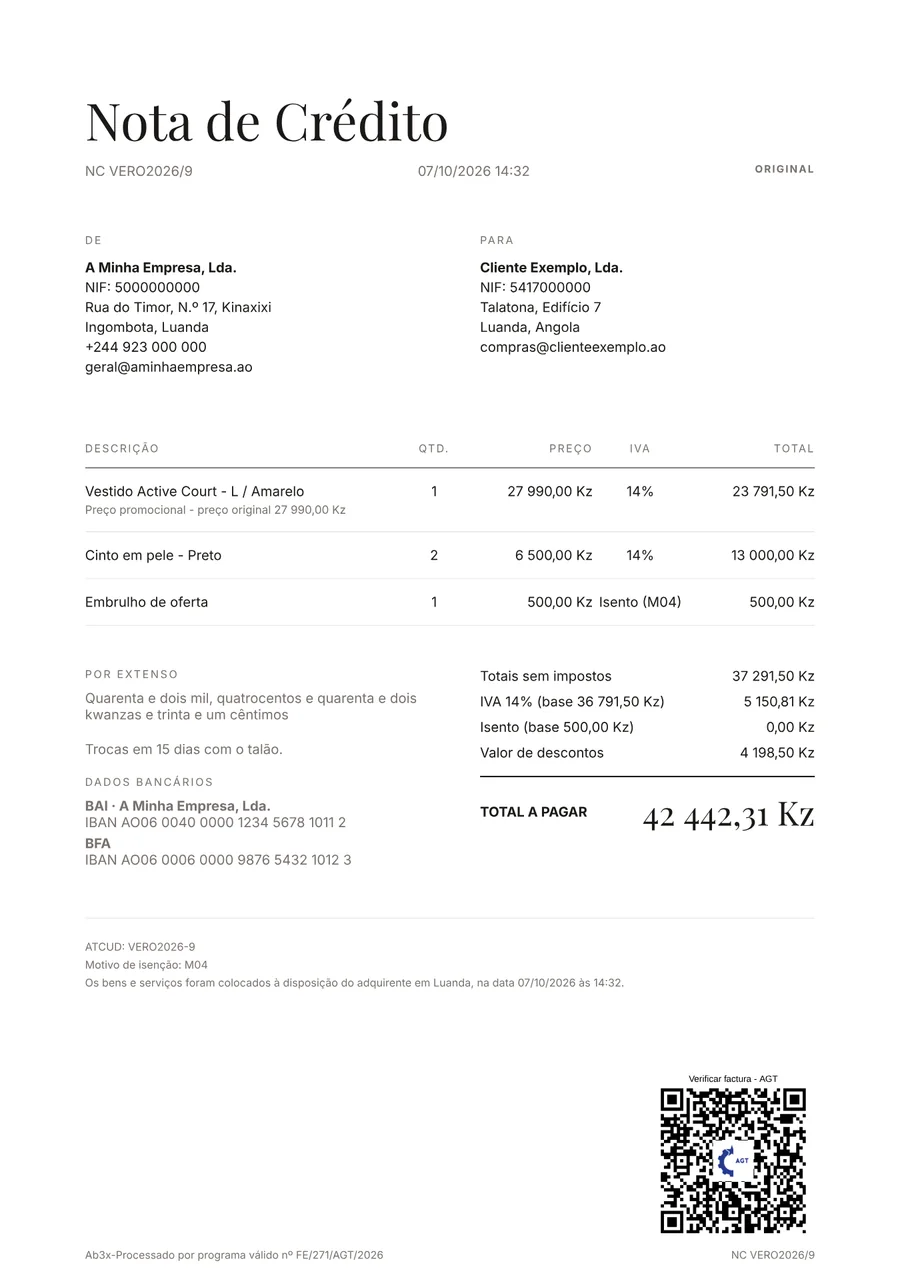 Nota de Crédito
NC VERO2026/9 07/10/2026 14:32 ORIGINAL
DE
A Minha Empresa, Lda.
NIF: 5000000000
Rua do Timor, N.º 17, Kinaxixi
Ingombota, Luanda
+244 923 000 000
geral@aminhaempresa.ao
PARA
Cliente Exemplo, Lda.
NIF: 5417000000
Talatona, Edifício 7
Luanda, Angola
compras@clienteexemplo.ao
DESCRIÇÃO QTD. PREÇO IVA TOTAL
Vestido Active Court - L / Amarelo 1 27 990,00 Kz 14% 23 791,50 Kz
Preço promocional - preço original 27 990,00 Kz
Cinto em pele - Preto 2 6 500,00 Kz 14% 13 000,00 Kz
Embrulho de oferta 1 500,00 Kz Isento (M04) 500,00 Kz
POR EXTENSO
Quarenta e dois mil, quatrocentos e quarenta e dois
kwanzas e trinta e um cêntimos
Trocas em 15 dias com o talão.
DADOS BANCÁRIOS
BAI · A Minha Empresa, Lda.
IBAN AO06 0040 0000 1234 5678 1011 2
BFA
IBAN AO06 0006 0000 9876 5432 1012 3
Totais sem impostos 37 291,50 Kz
IVA 14% (base 36 791,50 Kz) 5 150,81 Kz
Isento (base 500,00 Kz) 0,00 Kz
Valor de descontos 4 198,50 Kz
TOTAL A PAGAR 42 442,31 Kz
ATCUD: VERO2026-9
Motivo de isenção: M04
Os bens e serviços foram colocados à disposição do adquirente em Luanda, na data 07/10/2026 às 14:32.
Verificar factura - AGT
AGT
Ab3x-Processado por programa válido nº FE/271/AGT/2026 NC VERO2026/9